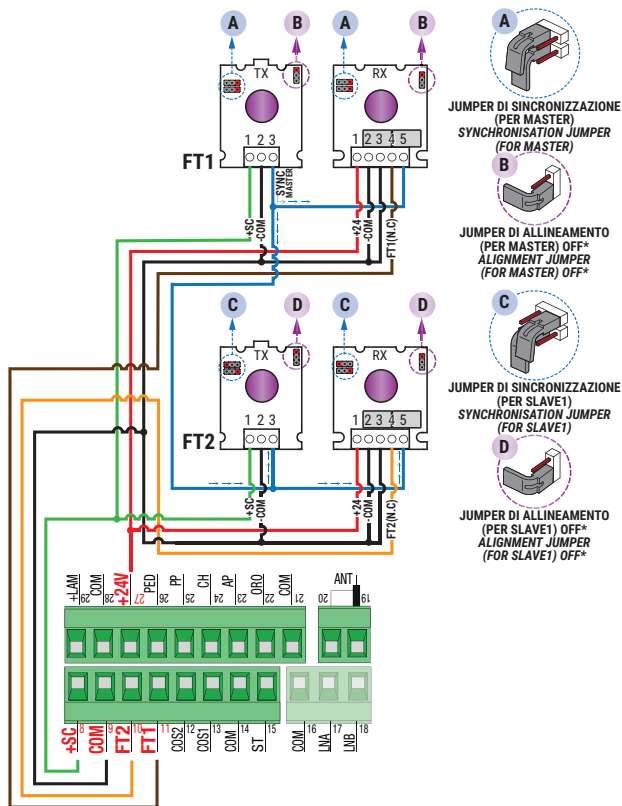 A
B
A
B
TX
RX
1 2 3
1 2 3 4 5
FT1
SYNC
MASTER
+SC
-COM
+24
-COM
FT1(N.C)
A
JUMPER DI SINCRONIZZAZIONE
(PER MASTER)
SYNCHRONISATION JUMPER
(FOR MASTER)
B
JUMPER DI ALLINEAMENTO
(PER MASTER) OFF*
ALIGNMENT JUMPER
(FOR MASTER) OFF*
C
D
C
D
TX
RX
1 2 3
1 2 3 4 5
FT2
+SC
-COM
+24
-COM
FT2(N.C)
C
JUMPER DI SINCRONIZZAZIONE
(PER SLAVE1)
SYNCHRONISATION JUMPER
(FOR SLAVE1)
D
JUMPER DI ALLINEAMENTO
(PER SLAVE1) OFF*
ALIGNMENT JUMPER
(FOR SLAVE1) OFF*
+LAM COM +24V PED PP CH AP ORO COM ANT
29 28 27 26 25 24 23 22 21 20 19
8 9 10 11 12 13 14 15 16 17 18
+SC COM FT2 FT1 COS2 COS1 COM ST COM LNA LNB